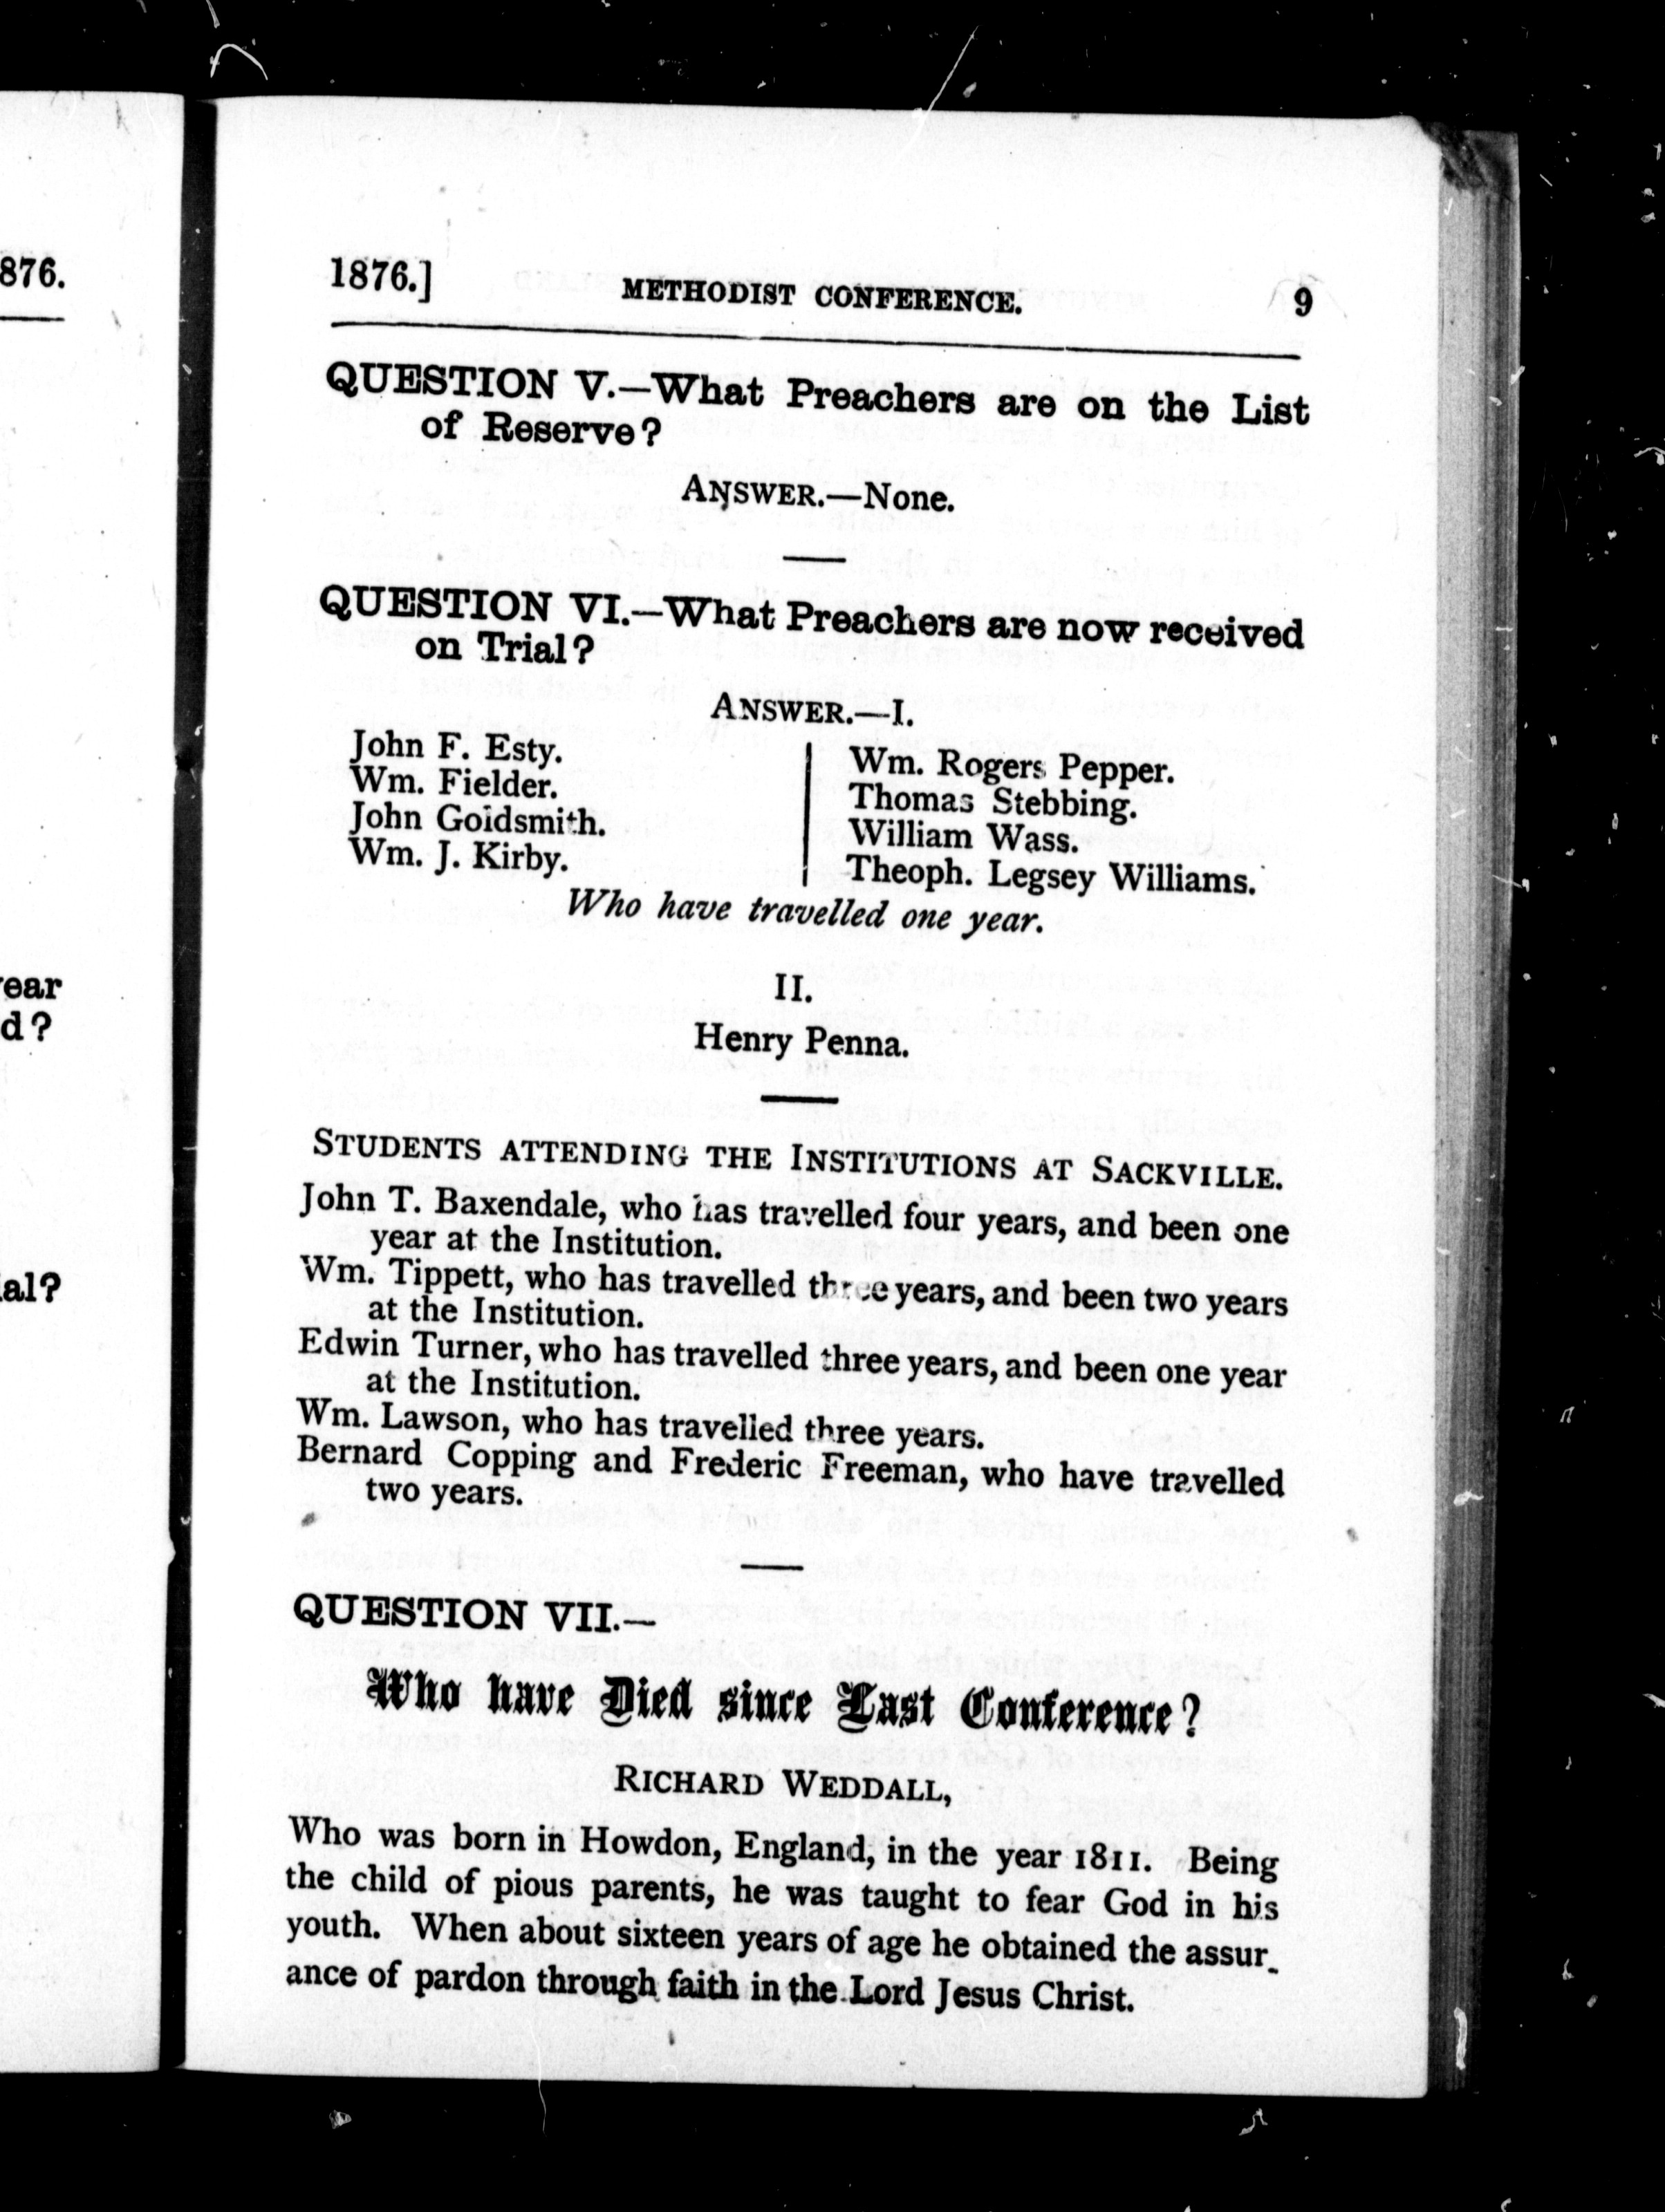 876.
ear
d?
al?
1876.] METHODIST CONFERENCE. 9
QUESTION V.—What Preachers are on the List
of Reserve?
ANSWER.—None.
QUESTION VI.—What Preachers are now received
on Trial?
ANSWER.—I.
John F. Esty.
Wm. Fielder.
John Goldsmith.
Wm. J. Kirby.
Wm. Rogers Pepper.
Thomas Stebbing.
William Wass.
Theoph. Legsey Williams.
Who have travelled one year.
II.
Henry Penna.
STUDENTS ATTENDING THE INSTITUTIONS AT SACKVILLE.
John T. Baxendale, who has travelled four years, and been one
year at the Institution.
Wm. Tippett, who has travelled three years, and been two years
at the Institution.
Edwin Turner, who has travelled three years, and been one year
at the Institution.
Wm. Lawson, who has travelled three years.
Bernard Copping and Frederic Freeman, who have travelled
two years.
QUESTION VII.—
Who have Died since Last Conference?
RICHARD WEDDALL,
Who was born in Howdon, England, in the year 1811. Being
the child of pious parents, he was taught to fear God in his
youth. When about sixteen years of age he obtained the assur-
ance of pardon through faith in the Lord Jesus Christ.